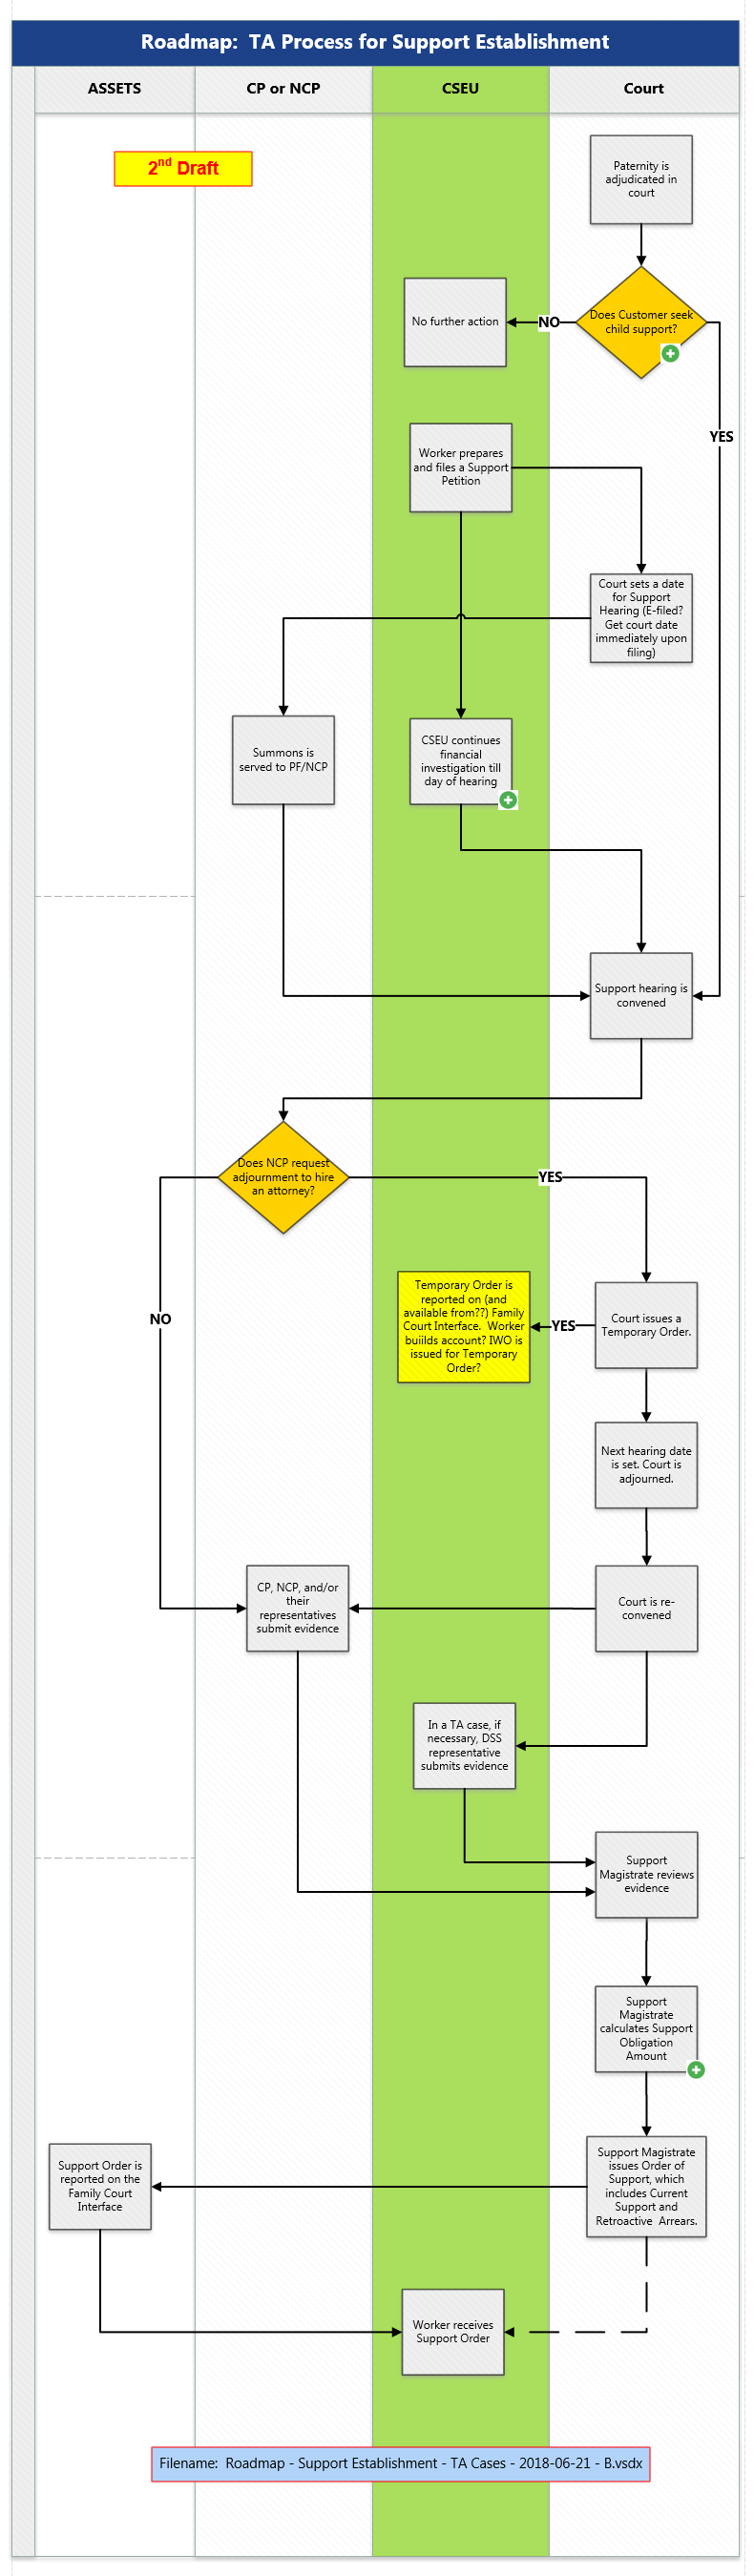 Roadmap:  TA Process for Support Establishment
ASSETS
CP or NCP
CSEU
Court
2nd Draft
Paternity is
adjudicated in
court
Does Customer seek
child support?
NO
No further action
YES
Worker prepares
and files a Support
Petition
Court sets a date
for Support
Hearing (E-filed?
Get court date
immediately upon
filing)
Summons is
served to PF/NCP
CSEU continues
financial
investigation till
day of hearing
Support hearing is
convened
Does NCP request
adjournment to hire
an attorney?
YES
NO
Temporary Order is
reported on (and
available from??) Family
Court Interface.  Worker
buiilds account? IWO is
issued for Temporary
Order?
YES
Court issues a
Temporary Order.
Next hearing date
is set. Court is
adjourned.
CP, NCP, and/or
their
representatives
submit evidence
Court is re-
convened
In a TA case, if
necessary, DSS
representative
submits evidence
Support
Magistrate reviews
evidence
Support
Magistrate
calculates Support
Obligation
Amount
Support Order is
reported on the
Family Court
Interface
Support Magistrate
issues Order of
Support, which
includes Current
Support and
Retroactive  Arrears.
Worker receives
Support Order
Filename:  Roadmap - Support Establishment - TA Cases - 2018-06-21 - B.vsdx